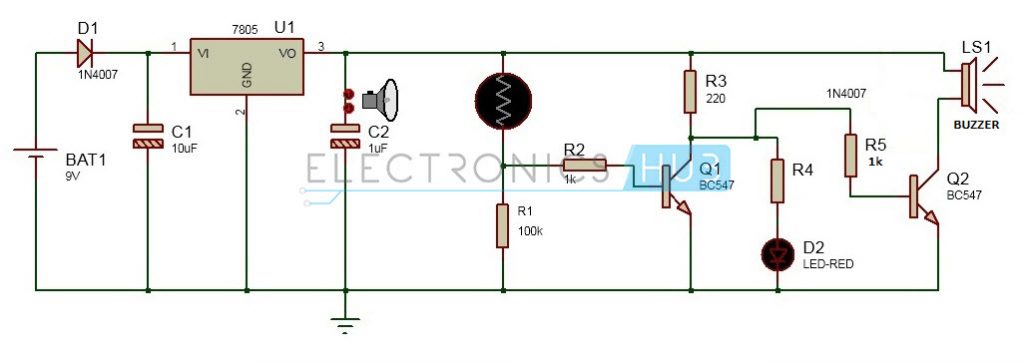 D1
1N4007
1
VI
7805
U1
VO
3
GND
2
C1
10uF
BAT1
9V
C2
1uF
ELECTRONICS HUB
R2
1k
R1
100k
R3
220
Q1
BC547
R4
D2
LED-RED
1N4007
R5
1k
Q2
BC547
LS1
BUZZER